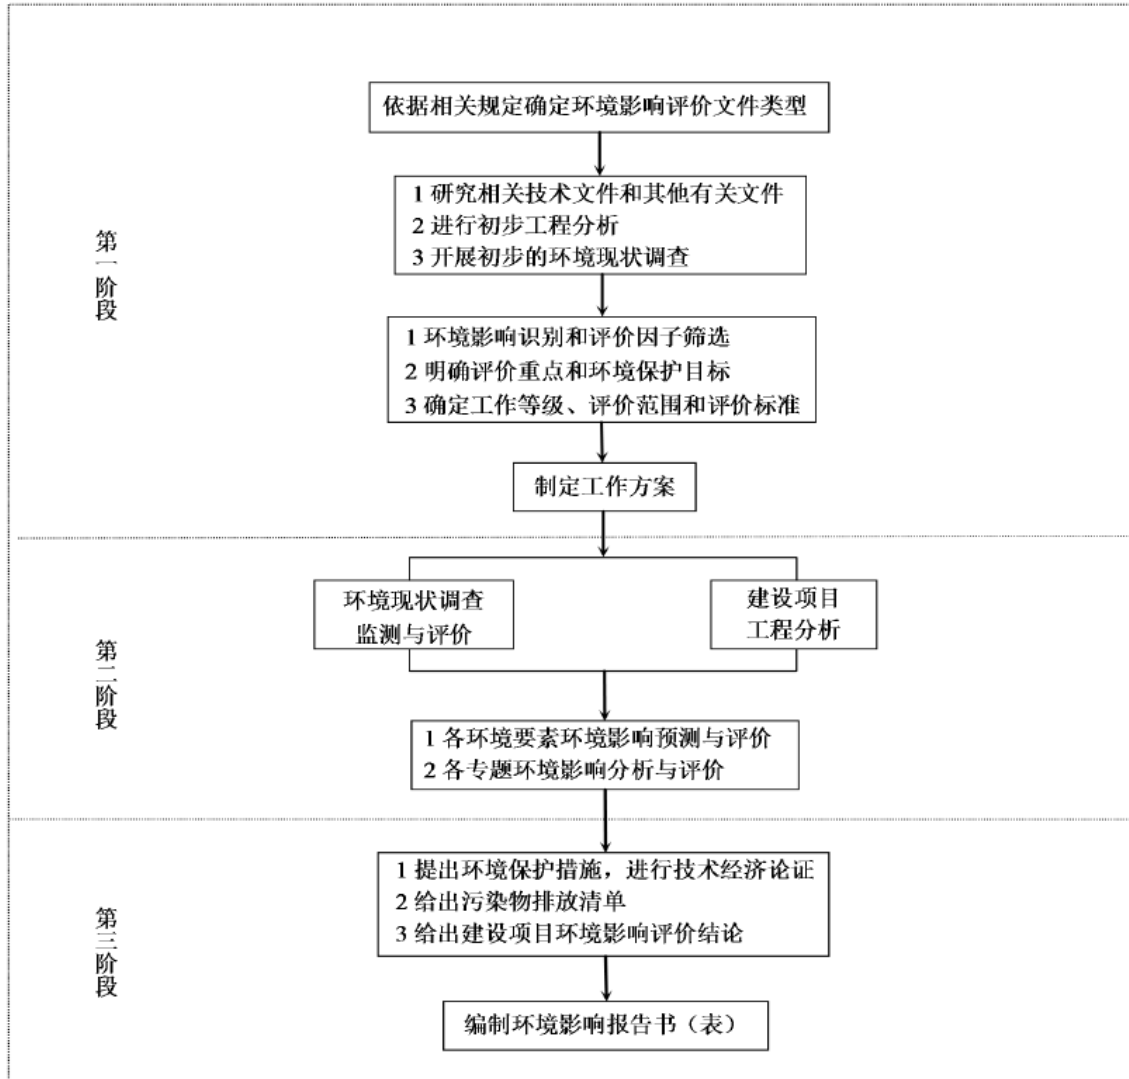 依据相关规定确定环境影响评价文件类型
1 研究相关技术文件和其他有关文件
2 进行初步工程分析
3 开展初步的环境现状调查
第一阶段
1 环境影响识别和评价因子筛选
2 明确评价重点和环境保护目标
3 确定工作等级、评价范围和评价标准
制定工作方案
环境现状调查
监测与评价
建设项目
工程分析
第二阶段
1 各环境要素环境影响预测与评价
2 各专题环境影响分析与评价
1 提出环境保护措施，进行技术经济论证
2 给出污染物排放清单
3 给出建设项目环境影响评价结论
第三阶段
编制环境影响报告书（表）